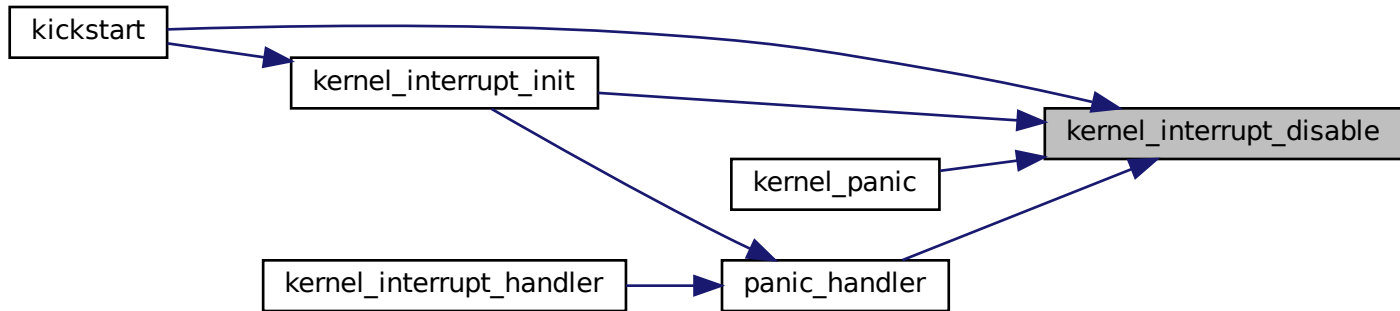 kickstart
kernel_interrupt_init
kernel_interrupt_disable
kernel_panic
kernel_interrupt_handler
panic_handler